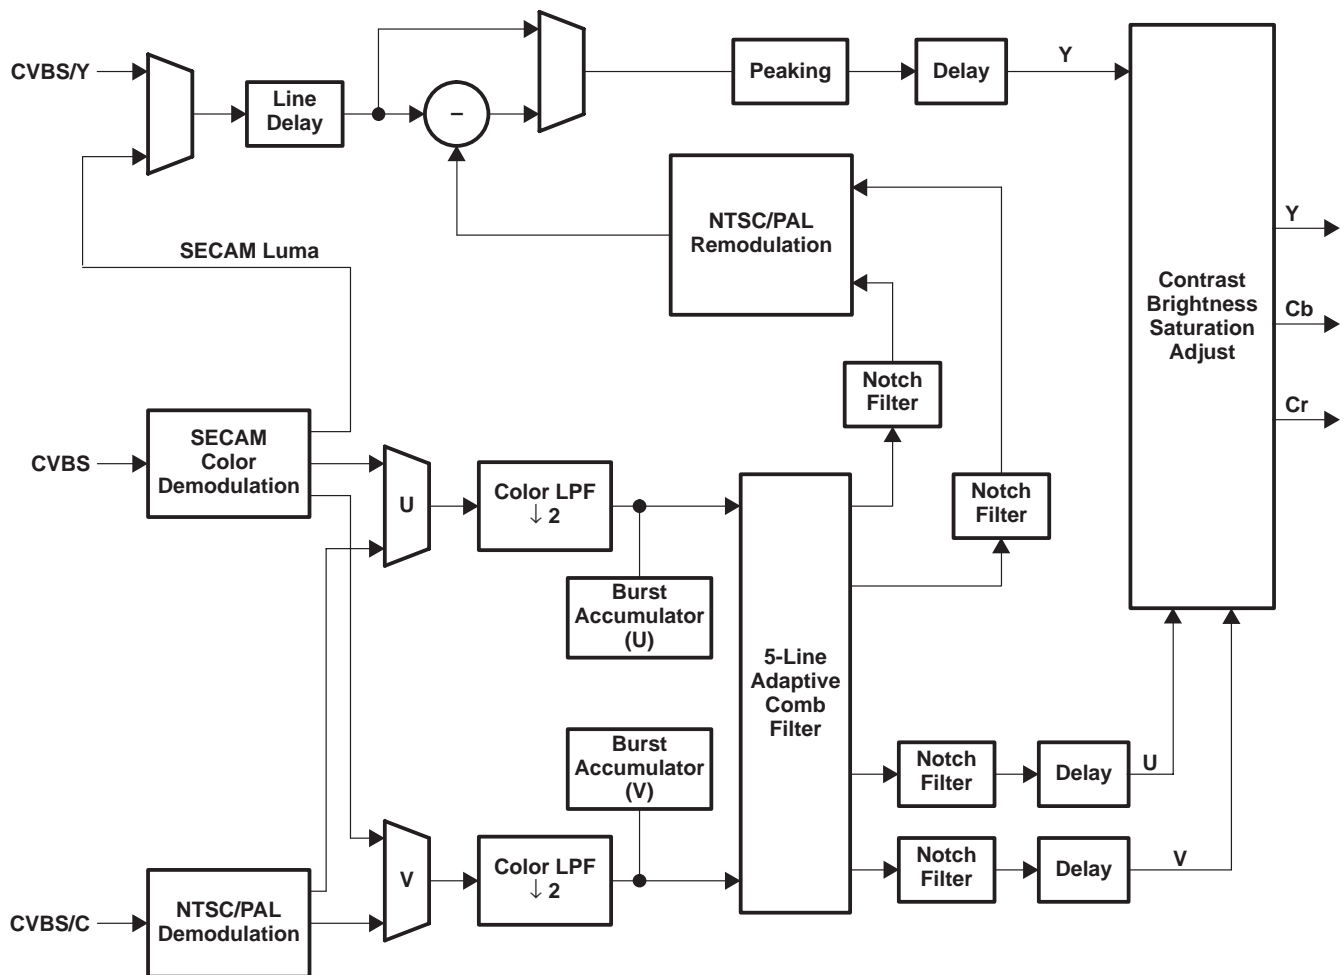 CVBS/Y
Line
Delay
–
Peaking
Delay
Y
NTSC/PAL
Remodulation
SECAM Luma
Contrast
Brightness
Saturation
Adjust
Y
Cb
Cr
Notch
Filter
Notch
Filter
CVBS
SECAM
Color
Demodulation
U
Color LPF
↓ 2
Burst
Accumulator
(U)
5-Line
Adaptive
Comb
Filter
Burst
Accumulator
(V)
Notch
Filter
Delay
U
Notch
Filter
Delay
V
CVBS/C
NTSC/PAL
Demodulation
V
Color LPF
↓ 2